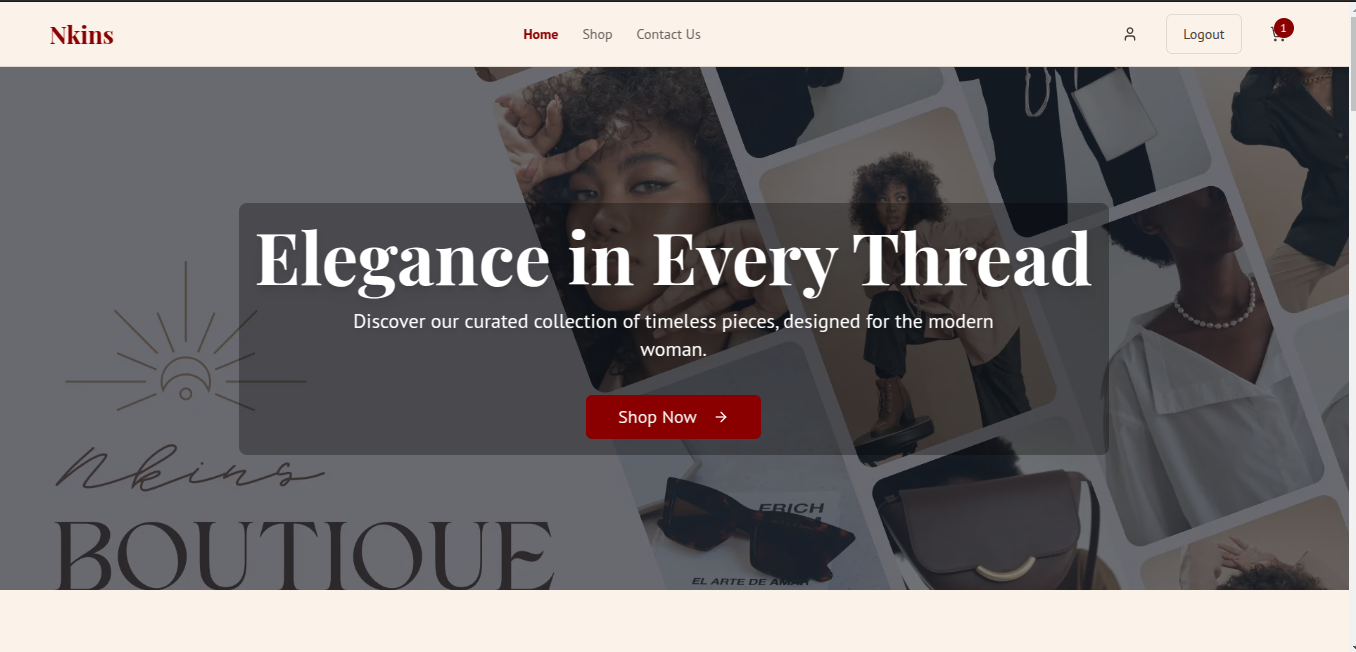 Nkins
Home
Shop
Contact Us
Logout
1
Elegance in Every Thread
Discover our curated collection of timeless pieces, designed for the modern
woman.
Shop Now
Nkins
BOUTIQUE
ERICH
EL ARTE DE AMAR